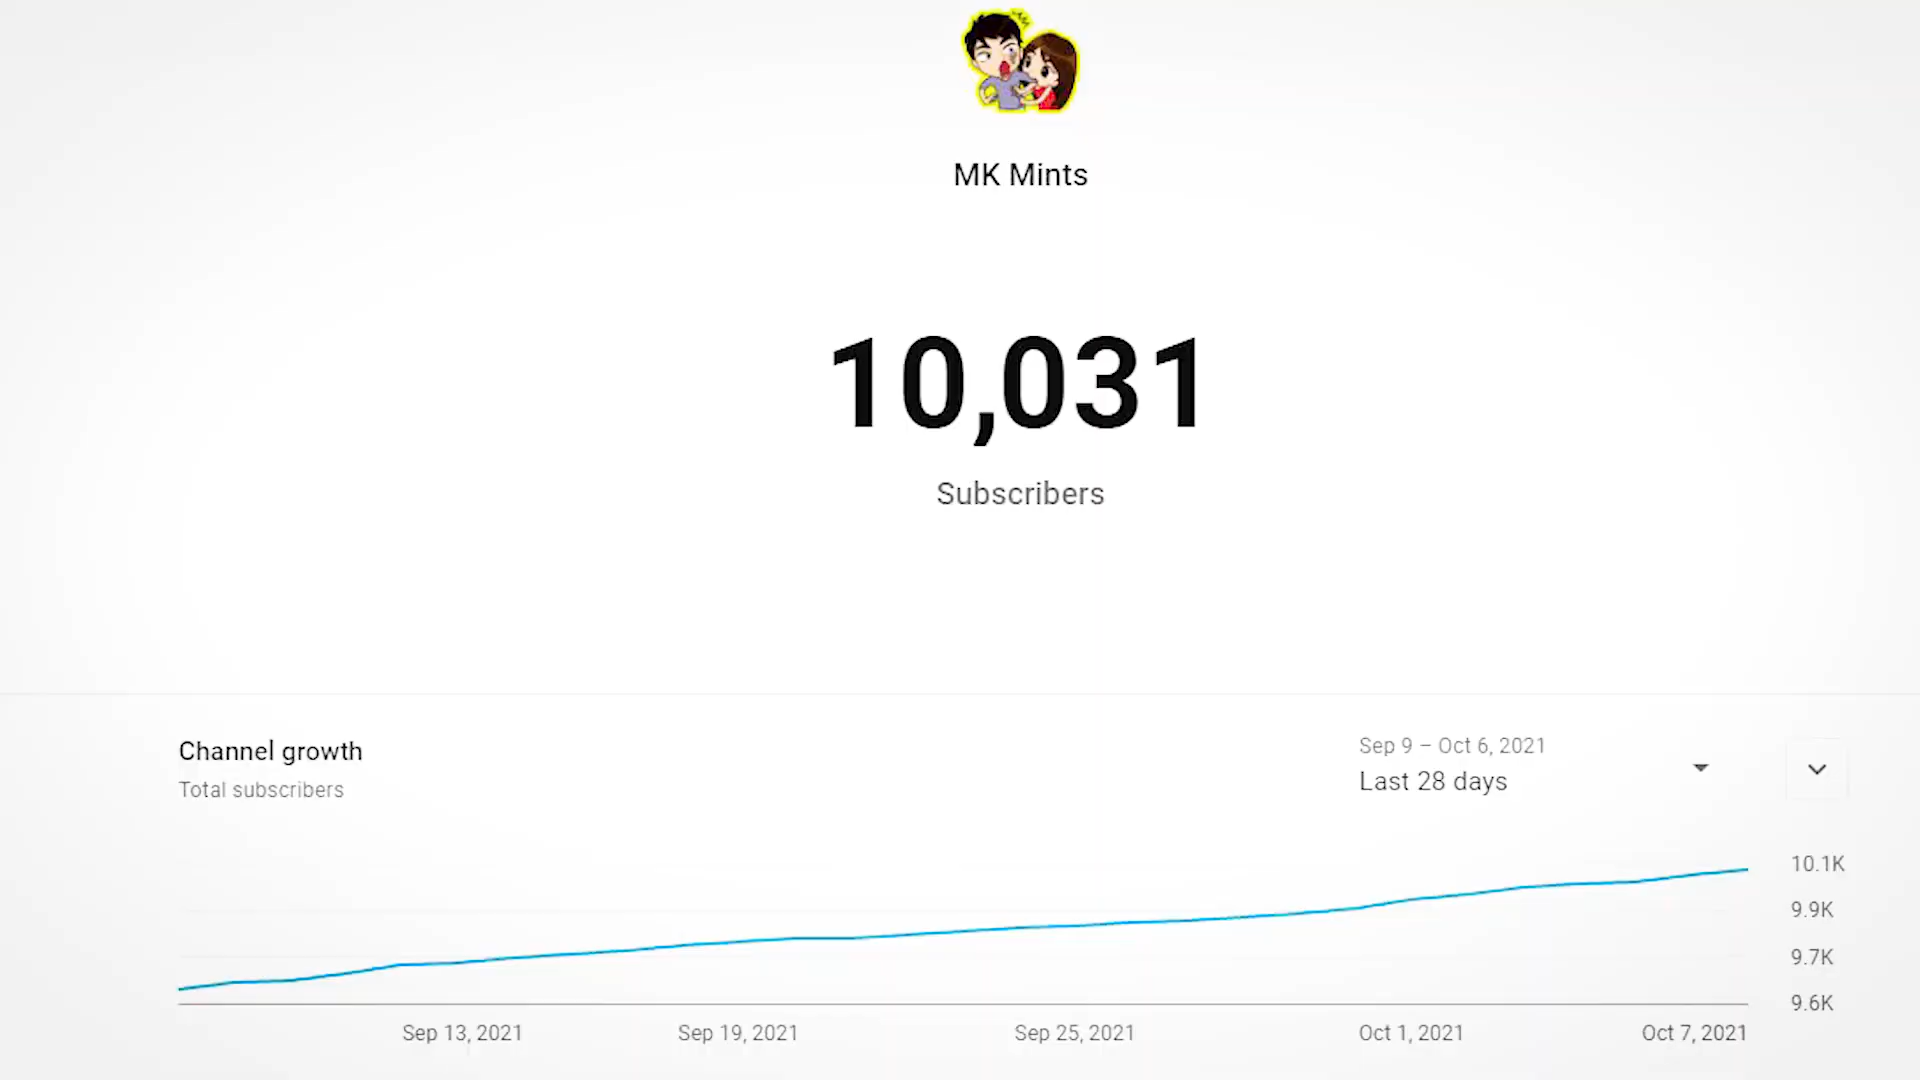 MK Mints
10,031
Subscribers
Channel growth
Total subscribers
Sep 9 – Oct 6, 2021
Last 28 days
10.1K
9.9K
9.7K
9.6K
Sep 13, 2021
Sep 19, 2021
Sep 25, 2021
Oct 1, 2021
Oct 7, 2021